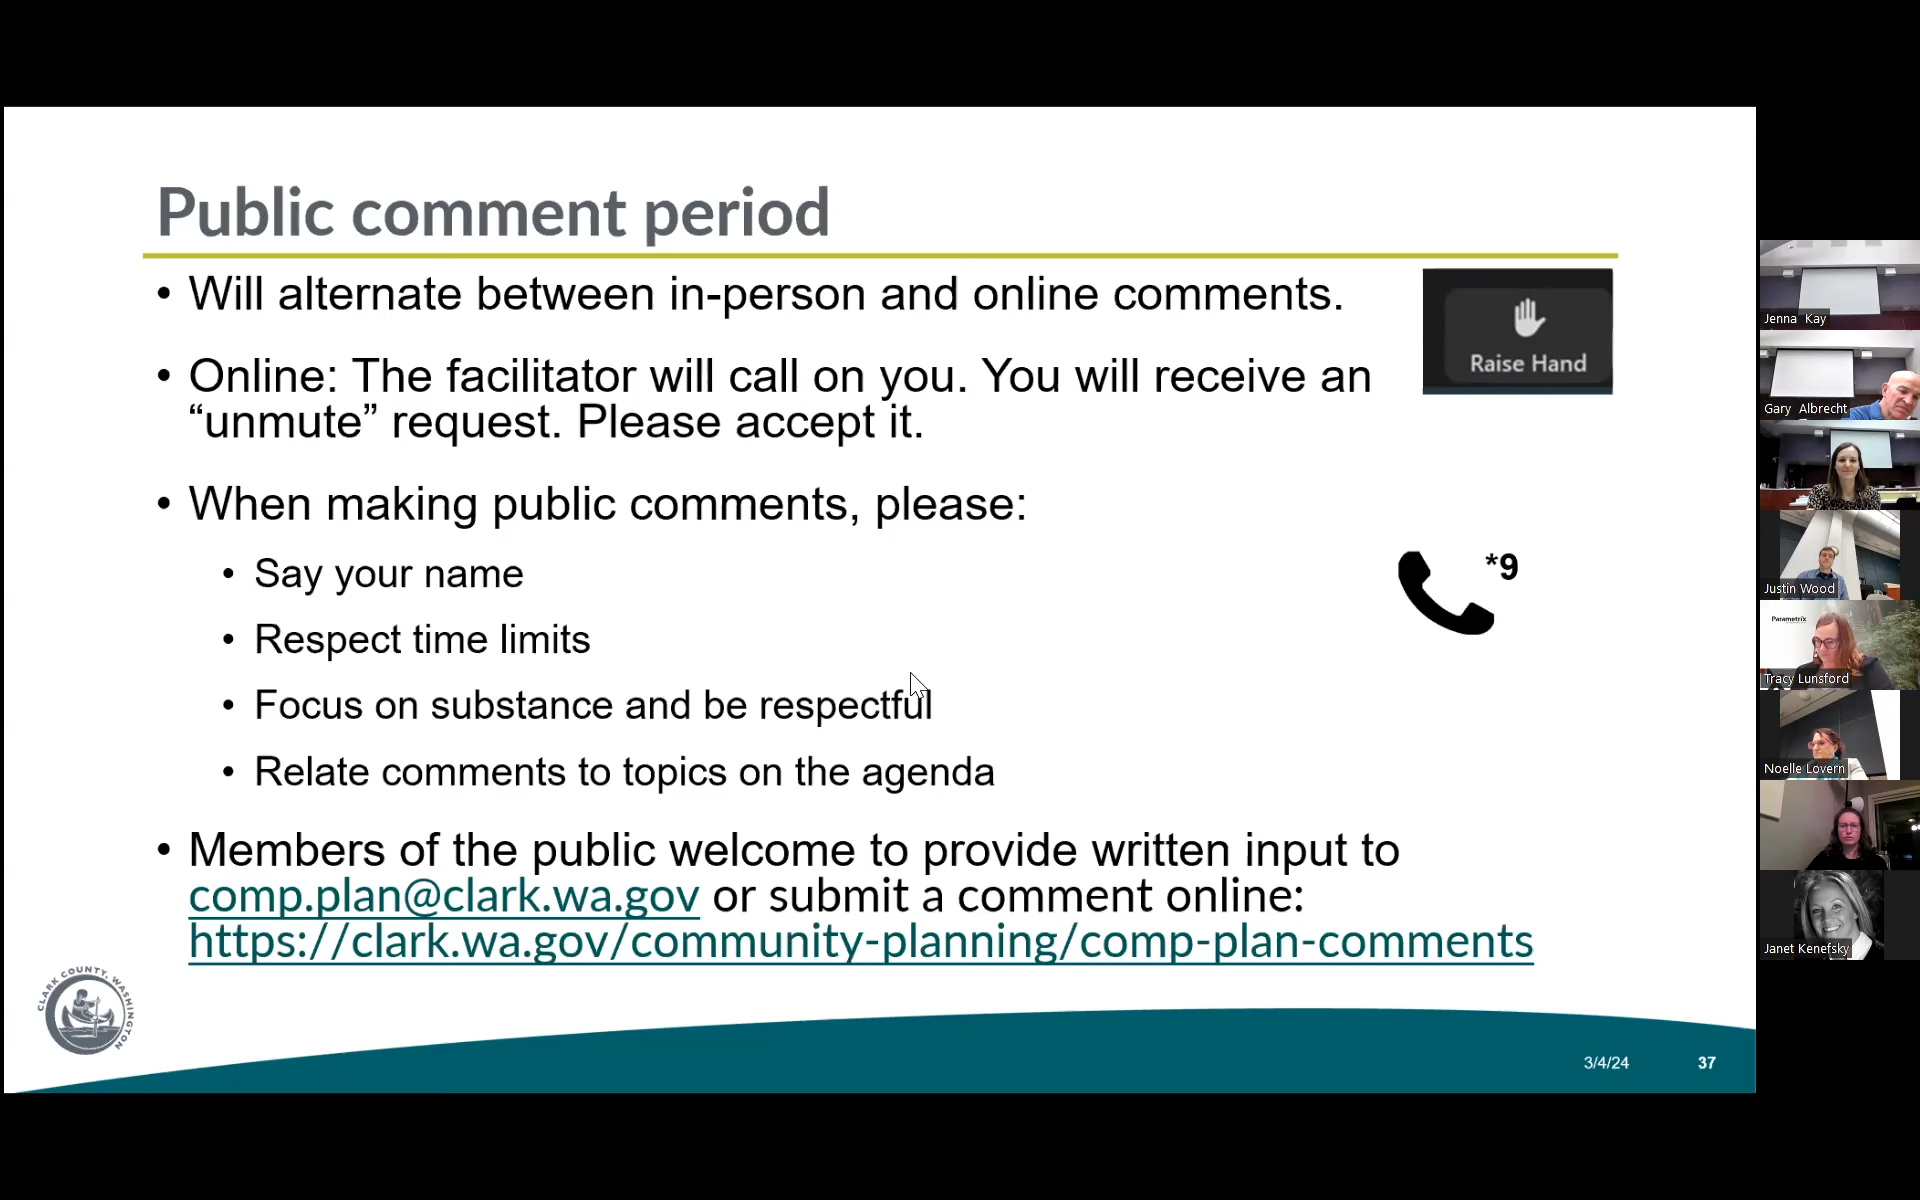 Public comment period
• Will alternate between in-person and online comments.
Raise Hand
• Online: The facilitator will call on you. You will receive an
“unmute” request. Please accept it.
• When making public comments, please:
*9
• Say your name
• Respect time limits
• Focus on substance and be respectful
• Relate comments to topics on the agenda
• Members of the public welcome to provide written input to
comp.plan@clark.wa.gov or submit a comment online:
https://clark.wa.gov/community-planning/comp-plan-comments
CLARK COUNTY, WASHINGTON
3/4/24
37
Jenna Kay
Gary Albrecht
Justin Wood
Parametrix
Tracy Lunsford
Noelle Lovern
Janet Kenefsky